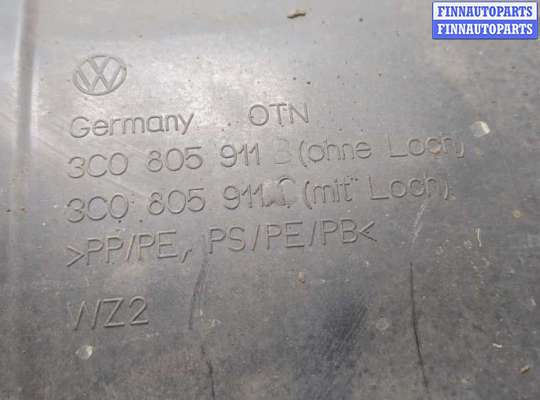 FINNAUTOPARTS
FINNAUTOPARTS
Germany OTN
3C0 805 911 B (ohne Loch)
3C0 805 911 C (mit Loch)
>PP/PE, PS/PE/PB<
WZ2